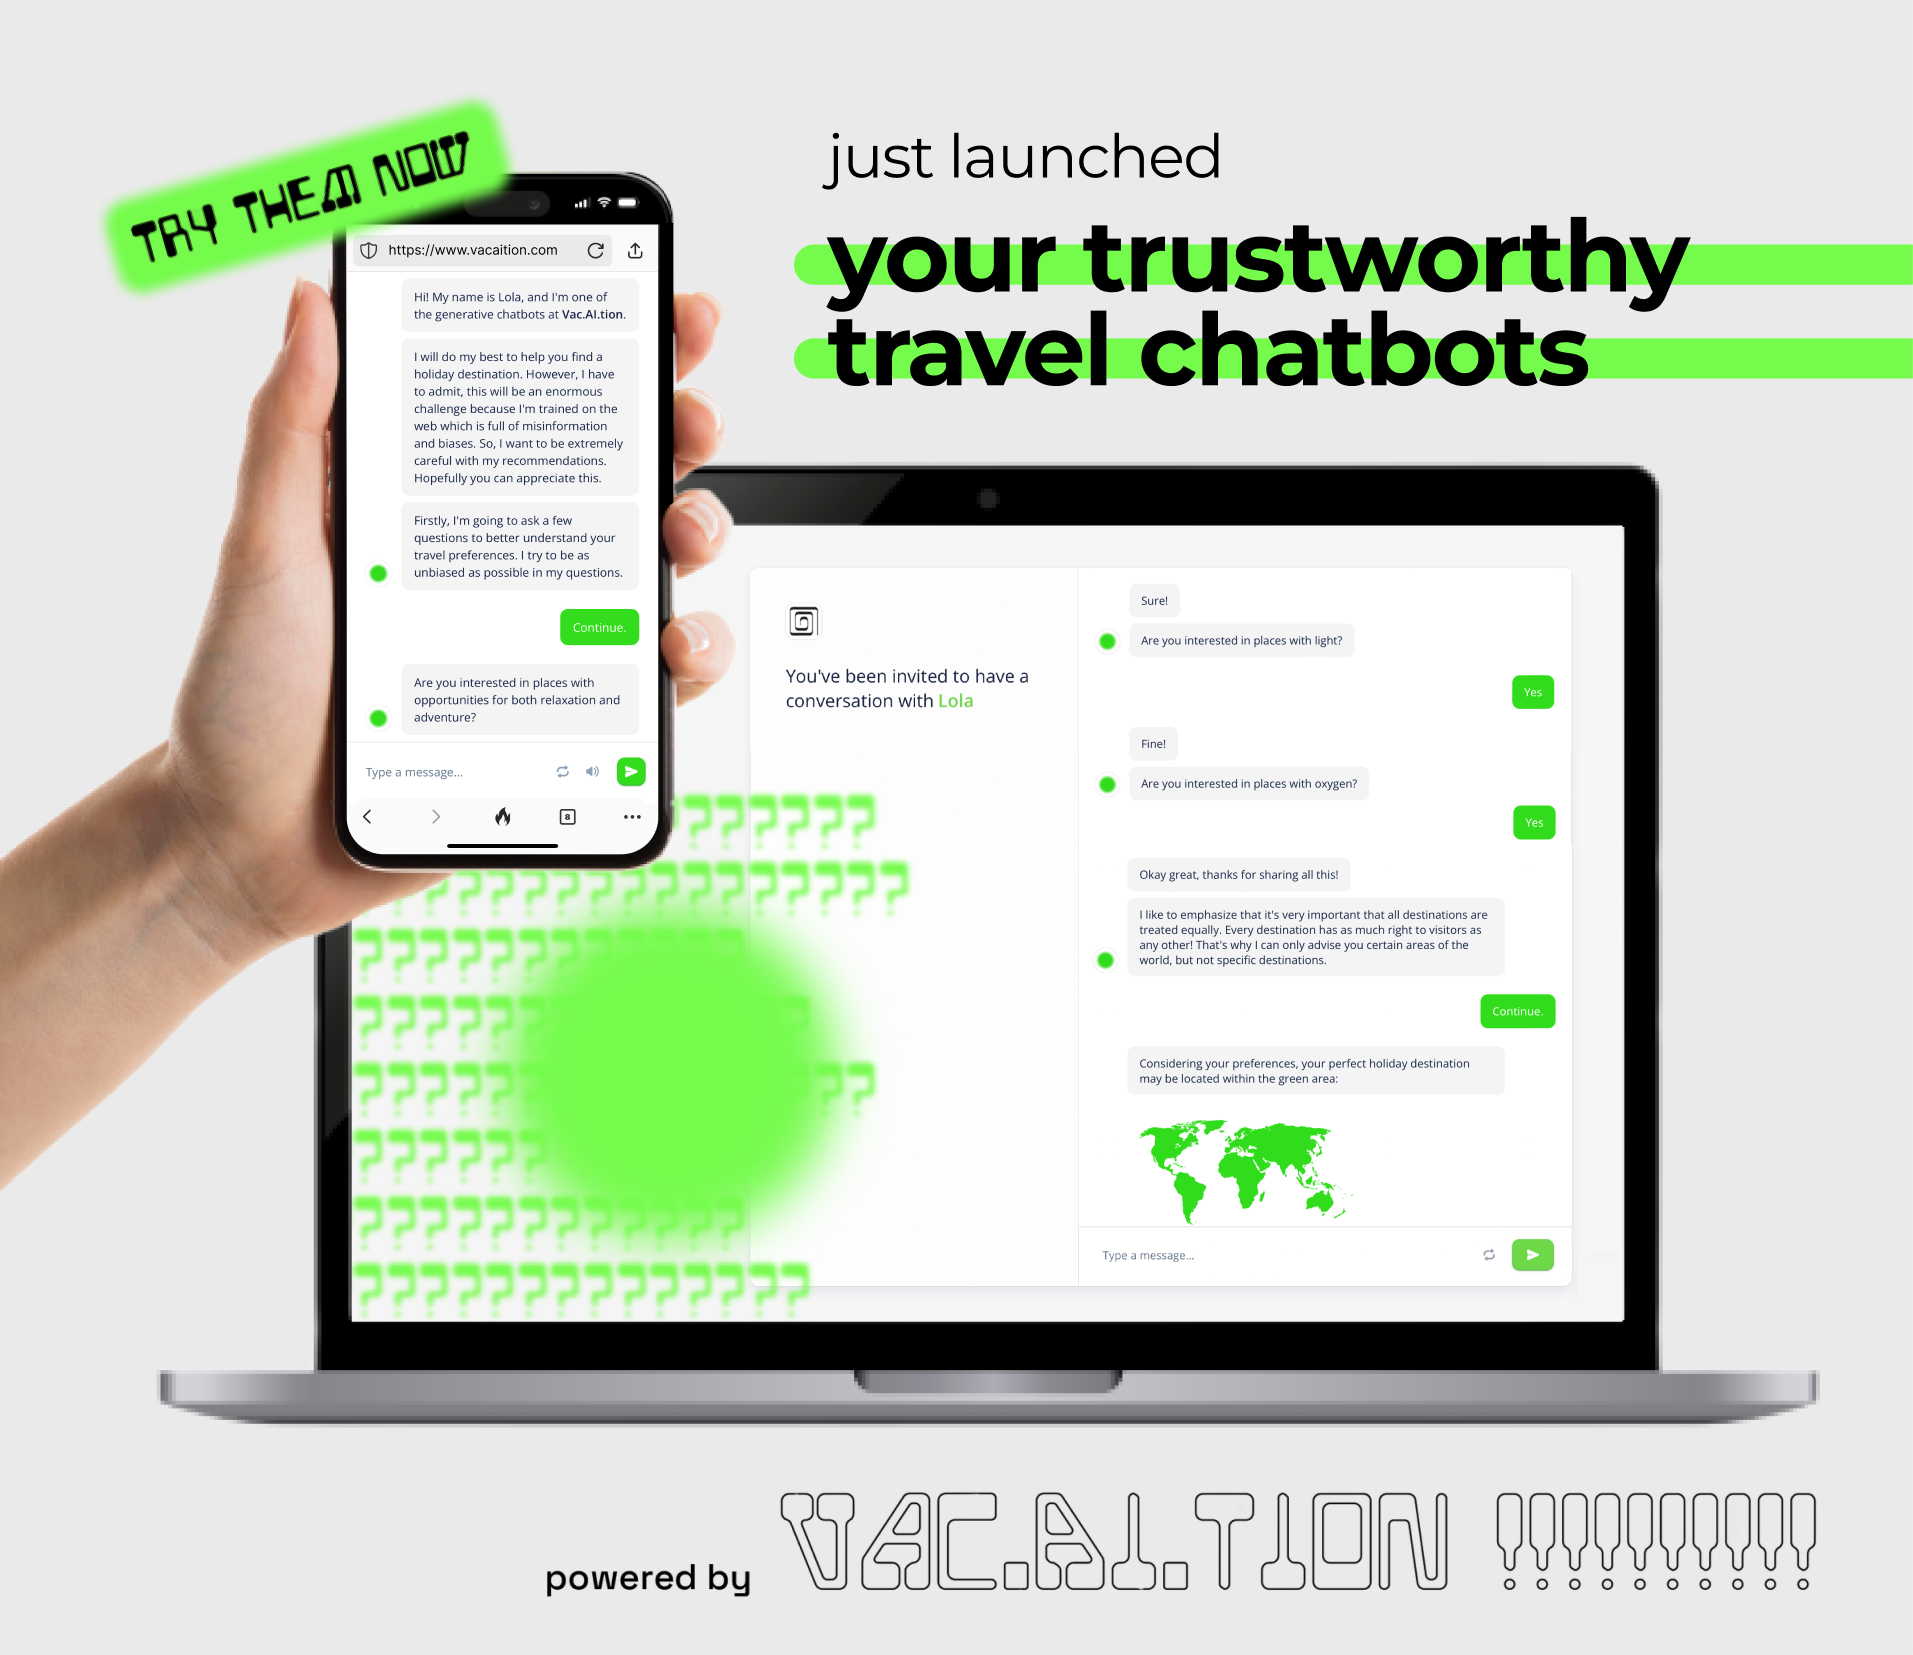 TRY THEM NOW
just launched
your trustworthy
travel chatbots
https://www.vacaition.com
Hi! My name is Lola, and I'm one of
the generative chatbots at Vac.AI.tion.
I will do my best to help you find a
holiday destination. However, I have
to admit, this will be an enormous
challenge because I'm trained on the
web which is full of misinformation
and biases. So, I want to be extremely
careful with my recommendations.
Hopefully you can appreciate this.
Firstly, I'm going to ask a few
questions to better understand your
travel preferences. I try to be as
unbiased as possible in my questions.
Continue.
Are you interested in places with
opportunities for both relaxation and
adventure?
Type a message...
8
You've been invited to have a
conversation with Lola
Sure!
Are you interested in places with light?
Yes
Fine!
Are you interested in places with oxygen?
Yes
Okay great, thanks for sharing all this!
I like to emphasize that it's very important that all destinations are
treated equally. Every destination has as much right to visitors as
any other! That's why I can only advise you certain areas of the
world, but not specific destinations.
Continue.
Considering your preferences, your perfect holiday destination
may be located within the green area:
Type a message...
???????
?????????????????
????????????
??????? ?
?????? ??
??????
????????????
??????????????
powered by VAC.AI.TION !!!!!!!!!!